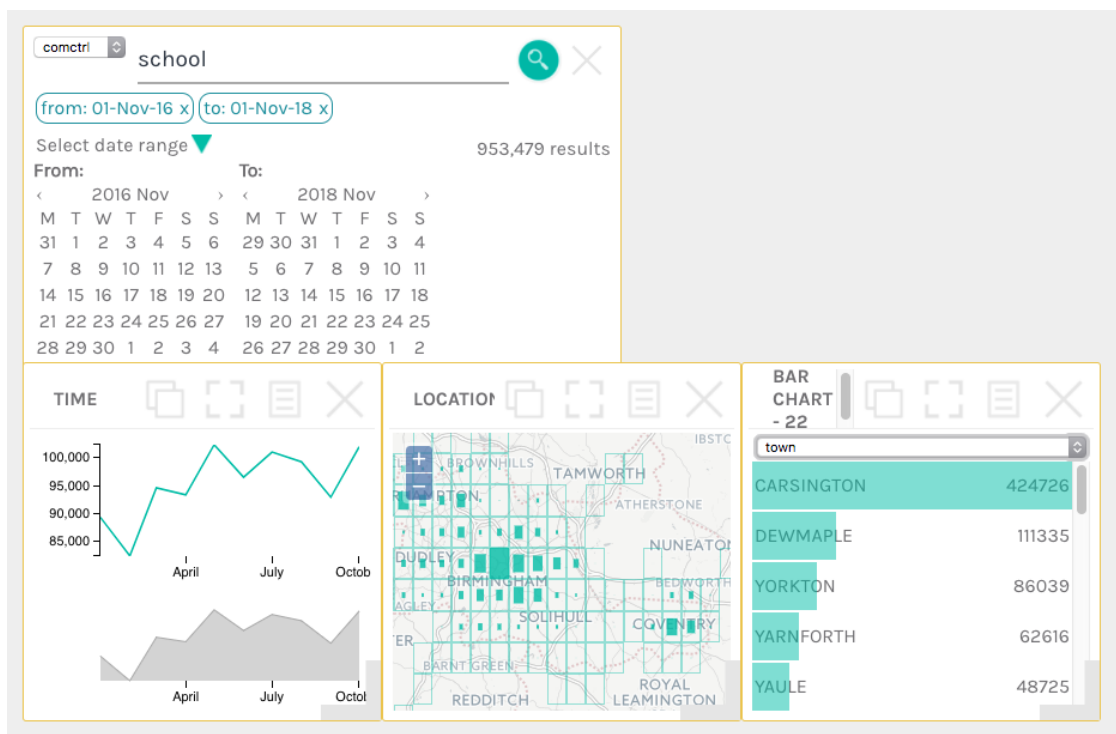 comctrl
school
from: 01-Nov-16 x to: 01-Nov-18 x
Select date range
953,479 results
From: To:
‹ 2016 Nov › ‹ 2018 Nov ›
M T W T F S S M T W T F S S
31 1 2 3 4 5 6 29 30 31 1 2 3 4
7 8 9 10 11 12 13 5 6 7 8 9 10 11
14 15 16 17 18 19 20 12 13 14 15 16 17 18
21 22 23 24 25 26 27 19 20 21 22 23 24 25
28 29 30 1 2 3 4 26 27 28 29 30 1 2
TIME
100,000
95,000
90,000
85,000
April July Octob
April July Octob
LOCATION
+
−
IBSTC
BROWNHILLS
TAMWORTH
ATHERSTONE
NUNEATO
DUDLEY
BIRMINGHAM
BEDWORTH
AGLEY
SOLIHULL
COVENTRY
ER
BARNT GREEN
REDDITCH
ROYAL
LEAMINGTON
BAR
CHART
- 22
town
CARSINGTON 424726
DEWMAPLE 111335
YORKTON 86039
YARNFORTH 62616
YAULE 48725